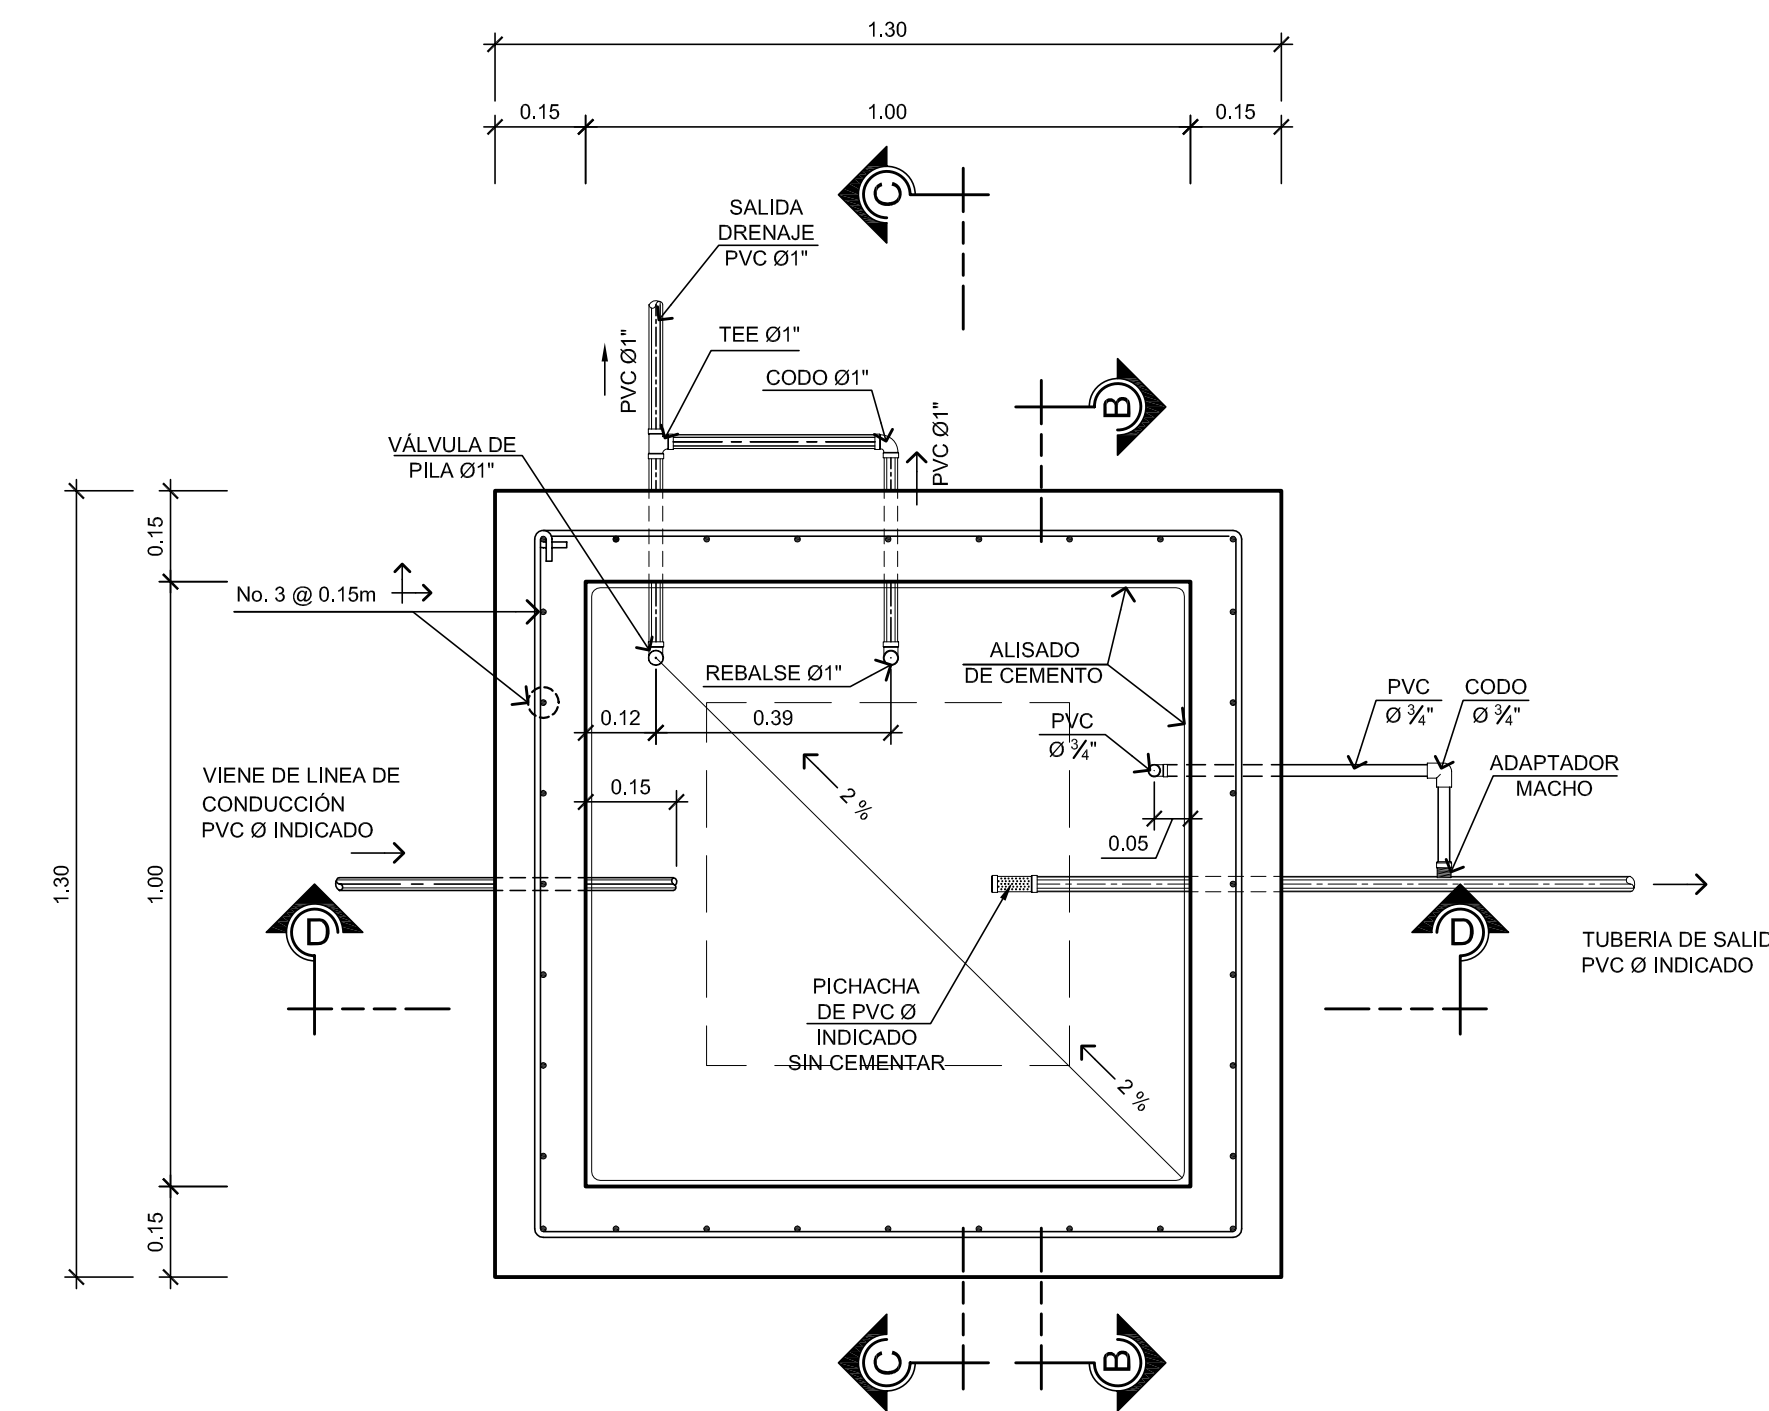 1.30
0.15
1.00
0.15
C
SALIDA
DRENAJE
PVC Ø1"
TEE Ø1"
PVC Ø1"
CODO Ø1"
PVC Ø1"
B
VÁLVULA DE
PILA Ø1"
0.15
No. 3 @ 0.15m
ALISADO
DE CEMENTO
REBALSE Ø1"
0.12
0.39
PVC
Ø ¾"
PVC
Ø ¾"
CODO
Ø ¾"
ADAPTADOR
MACHO
VIENE DE LINEA DE
CONDUCCIÓN
PVC Ø INDICADO
0.15
2 %
0.05
1.30
1.00
D
D
TUBERIA DE SALID
PVC Ø INDICADO
PICHACHA
DE PVC Ø
INDICADO
SIN CEMENTAR
2 %
0.15
C
B